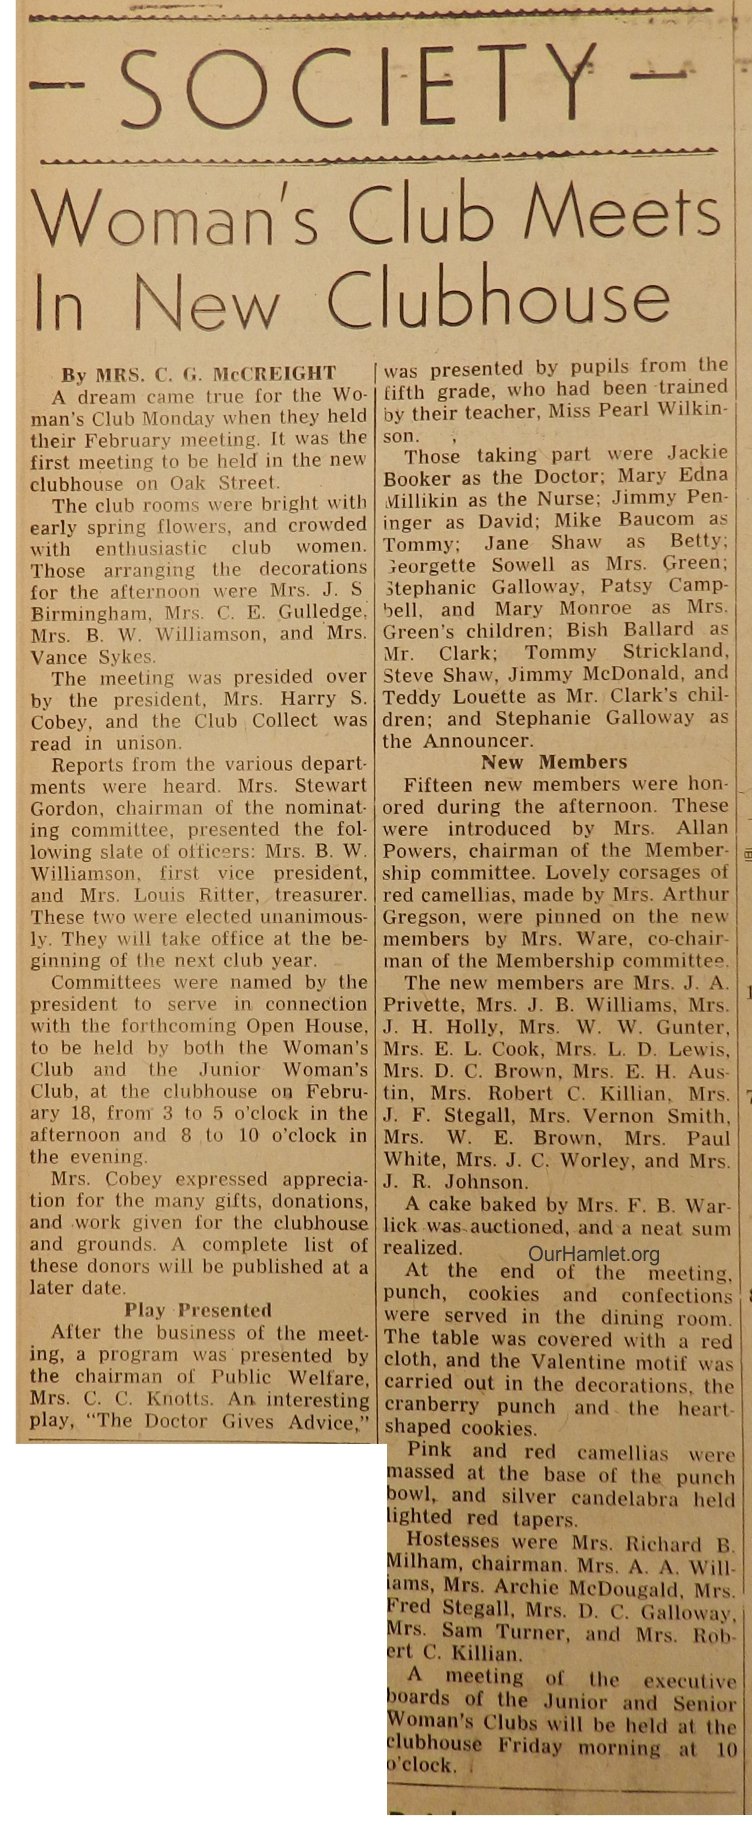 - SOCIETY -
Woman's Club Meets
In New Clubhouse
By MRS. C. G. McCREIGHT
A dream came true for the Wo-
man's Club Monday when they held
their February meeting. It was the
first meeting to be held in the new
clubhouse on Oak Street.
The club rooms were bright with
early spring flowers, and crowded
with enthusiastic club women.
Those arranging the decorations
for the afternoon were Mrs. J. S
Birmingham, Mrs. C. E. Gulledge,
Mrs. B. W. Williamson, and Mrs.
Vance Sykes.
The meeting was presided over
by the president, Mrs. Harry S.
Cobey, and the Club Collect was
read in unison.
Reports from the various depart-
ments were heard. Mrs. Stewart
Gordon, chairman of the nominat-
ing committee, presented the fol-
lowing slate of officers: Mrs. B. W.
Williamson, first vice president,
and Mrs. Louis Ritter, treasurer.
These two were elected unanimous-
ly. They will take office at the be-
ginning of the next club year.
Committees were named by the
president to serve in connection
with the forthcoming Open House,
to be held by both the Woman's
Club and the Junior Woman's
Club, at the clubhouse on Febru-
ary 18, from 3 to 5 o'clock in the
afternoon and 8 to 10 o'clock in
the evening.
Mrs. Cobey expressed apprecia-
tion for the many gifts, donations,
and work given for the clubhouse
and grounds. A complete list of
these donors will be published at a
later date.
Play Presented
After the business of the meet-
ing, a program was presented by
the chairman of Public Welfare,
Mrs. C. C. Knotts. An interesting
play, "The Doctor Gives Advice,"
was presented by pupils from the
fifth grade, who had been trained
by their teacher, Miss Pearl Wilkin-
son.
Those taking part were Jackie
Booker as the Doctor; Mary Edna
Millikin as the Nurse; Jimmy Pen-
inger as David; Mike Baucom as
Tommy; Jane Shaw as Betty;
Georgette Sowell as Mrs. Green;
Stephanic Galloway, Patsy Camp-
bell, and Mary Monroe as Mrs.
Green's children; Bish Ballard as
Mr. Clark; Tommy Strickland,
Steve Shaw, Jimmy McDonald, and
Teddy Louette as Mr. Clark's chil-
dren; and Stephanie Galloway as
the Announcer.
New Members
Fifteen new members were hon-
ored during the afternoon. These
were introduced by Mrs. Allan
Powers, chairman of the Member-
ship committee. Lovely corsages of
red camellias, made by Mrs. Arthur
Gregson, were pinned on the new
members by Mrs. Ware, co-chair-
man of the Membership committee.
The new members are Mrs. J. A.
Privette, Mrs. J. B. Williams, Mrs.
J. H. Holly, Mrs. W. W. Gunter,
Mrs. E. L. Cook, Mrs. L. D. Lewis,
Mrs. D. C. Brown, Mrs. E. H. Aus-
tin, Mrs. Robert C. Killian, Mrs.
J. F. Stegall, Mrs. Vernon Smith,
Mrs. W. E. Brown, Mrs. Paul
White, Mrs. J. C. Worley, and Mrs.
J. R. Johnson.
A cake baked by Mrs. F. B. War-
lick was auctioned, and a neat sum
realized.
OurHamlet.org
At the end of the meeting,
punch, cookies and confections
were served in the dining room.
The table was covered with a red
cloth, and the Valentine motif was
carried out in the decorations, the
cranberry punch and the heart-
shaped cookies.
Pink and red camellias were
massed at the base of the punch
bowl, and silver candelabra held
lighted red tapers.
Hostesses were Mrs. Richard B.
Milham, chairman. Mrs. A. A. Will-
iams, Mrs. Archie McDougald, Mrs.
Fred Stegall, Mrs. D. C. Galloway,
Mrs. Sam Turner, and Mrs. Rob-
ert C. Killian.
A meeting of the executive
boards of the Junior and Senior
Woman's Clubs will be held at the
clubhouse Friday morning at 10
o'clock.